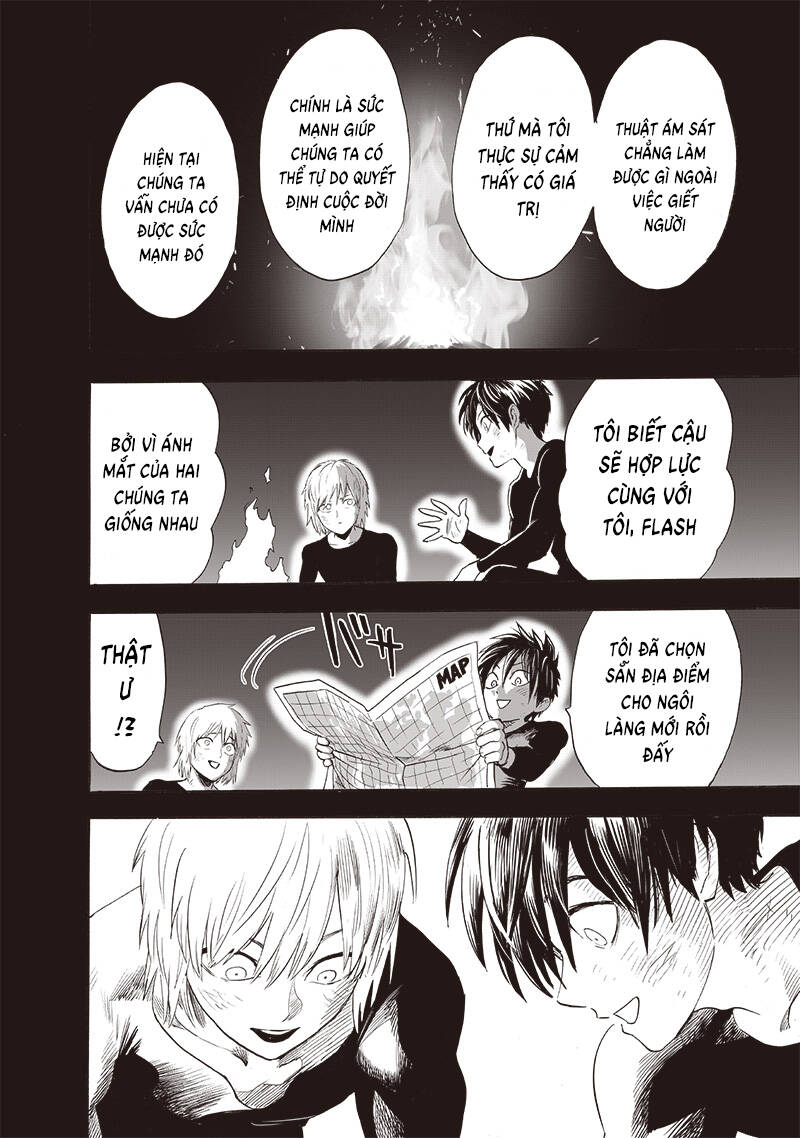 THUẬT ÁM SÁT
CHẲNG LÀM
ĐƯỢC GÌ NGOÀI
VIỆC GIẾT
NGƯỜI
THỨ MÀ TÔI
THỰC SỰ CẢM
THẤY CÓ GIÁ
TRỊ
CHÍNH LÀ SỨC
MẠNH GIÚP
CHÚNG TA CÓ
THỂ TỰ DO QUYẾT
ĐỊNH CUỘC ĐỜI
MÌNH
HIỆN TẠI
CHÚNG TA
VẪN CHƯA CÓ
ĐƯỢC SỨC
MẠNH ĐÓ
TÔI BIẾT CẬU
SẼ HỢP LỰC
CÙNG VỚI
TÔI, FLASH
BỞI VÌ ÁNH
MẮT CỦA HAI
CHÚNG TA
GIỐNG NHAU
TÔI ĐÃ CHỌN
SẴN ĐỊA ĐIỂM
CHO NGÔI
LÀNG MỚI RỒI
ĐẤY
MAP
バサ
THẬT
Ư
!?